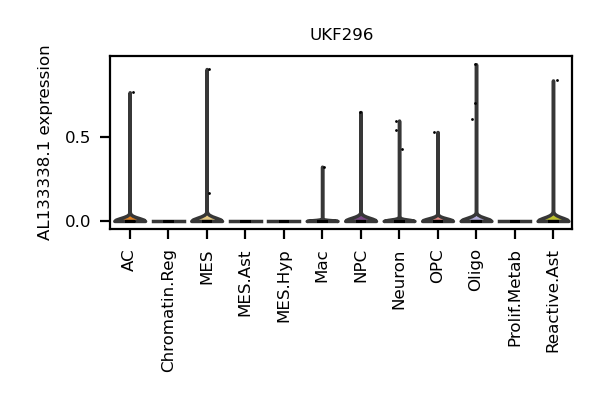 UKF296
AL133338.1 expression
0.5
0.0
AC
Chromatin.Reg
MES
MES.Ast
MES.Hyp
Mac
NPC
Neuron
OPC
Oligo
Prolif.Metab
Reactive.Ast